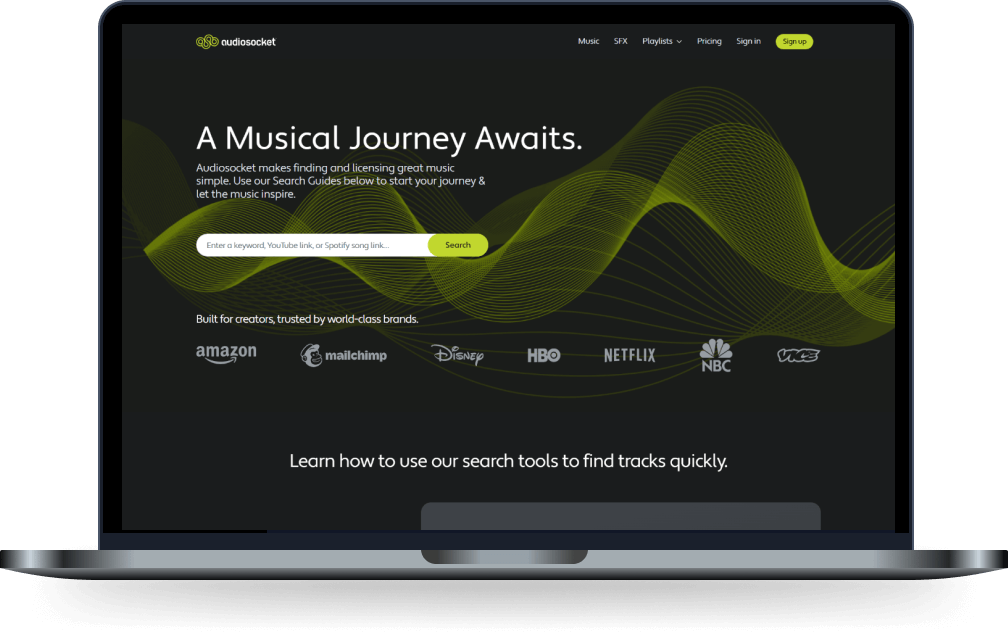 audiosocket
Music SFX Playlists Pricing Sign in Sign up
A Musical Journey Awaits.
Audiosocket makes finding and licensing great music
simple. Use our Search Guides below to start your journey &
let the music inspire.
Enter a keyword, YouTube link, or Spotify song link... Search
Built for creators, trusted by world-class brands.
amazon mailchimp Disney HBO NETFLIX NBC VICE
Learn how to use our search tools to find tracks quickly.